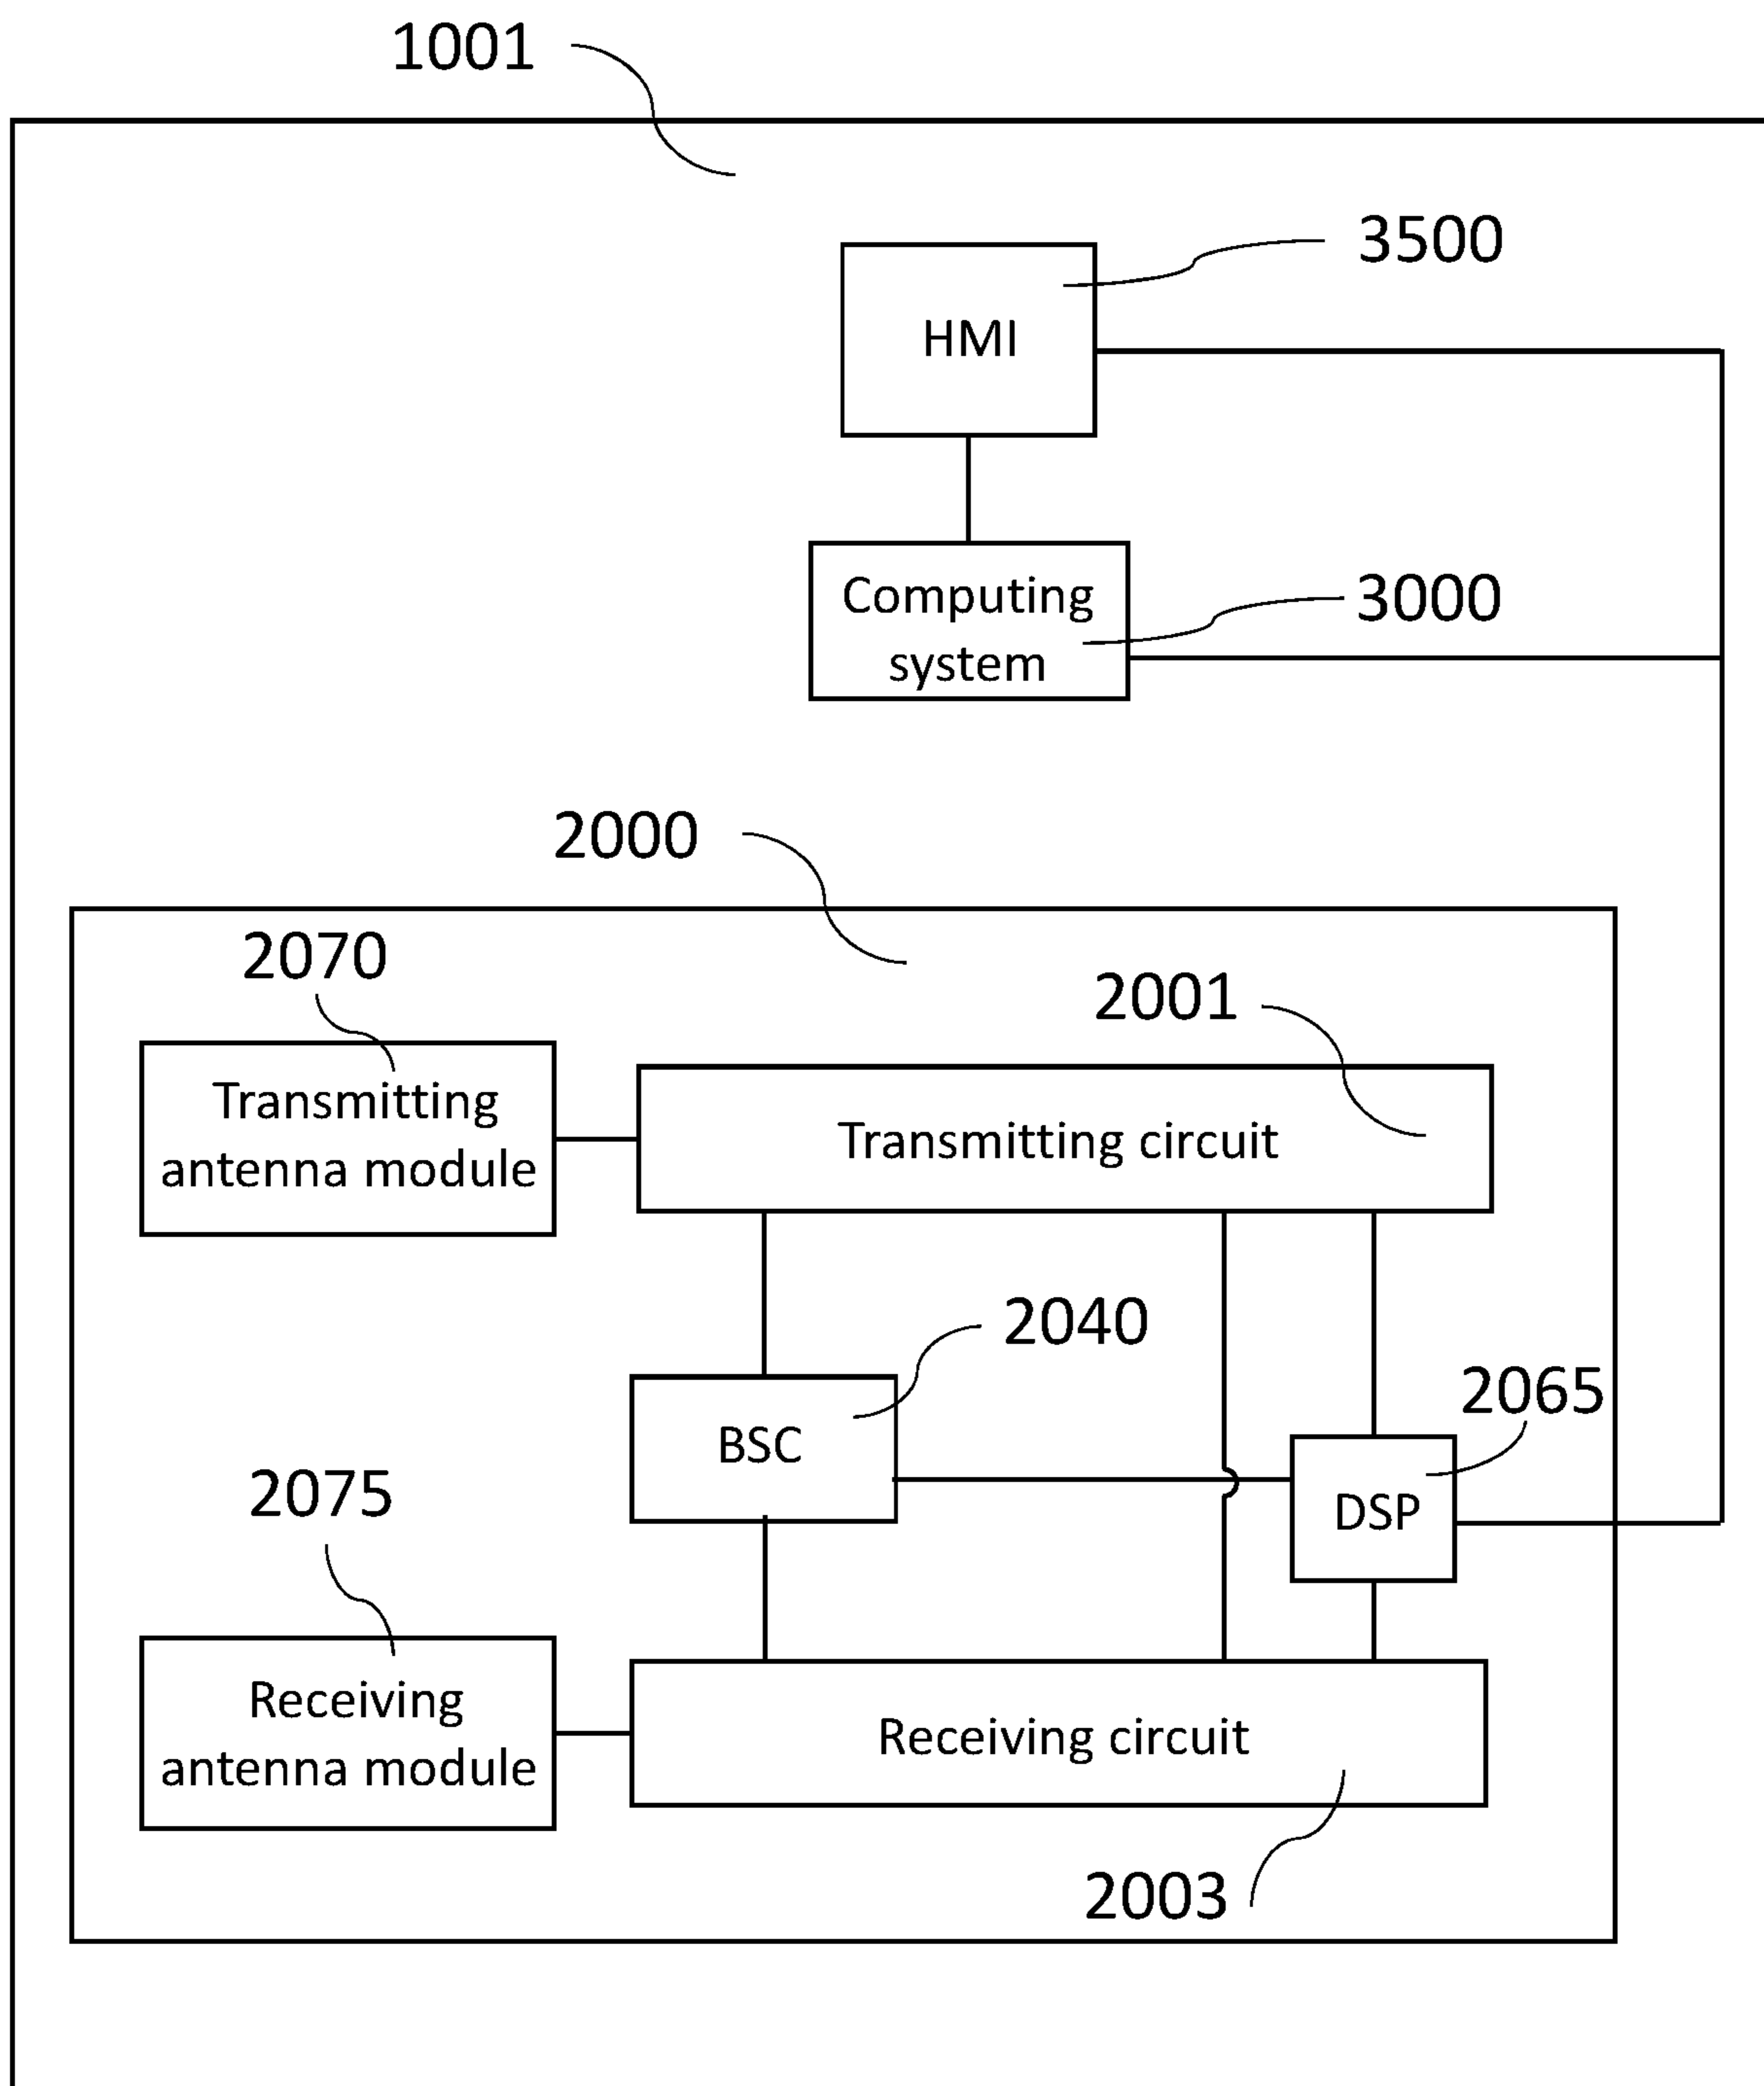 1001
3500
HMI
Computing
system
3000
2000
2070
2001
Transmitting
antenna module
Transmitting circuit
2040
2065
BSC
2075
DSP
Receiving
antenna module
Receiving circuit
2003